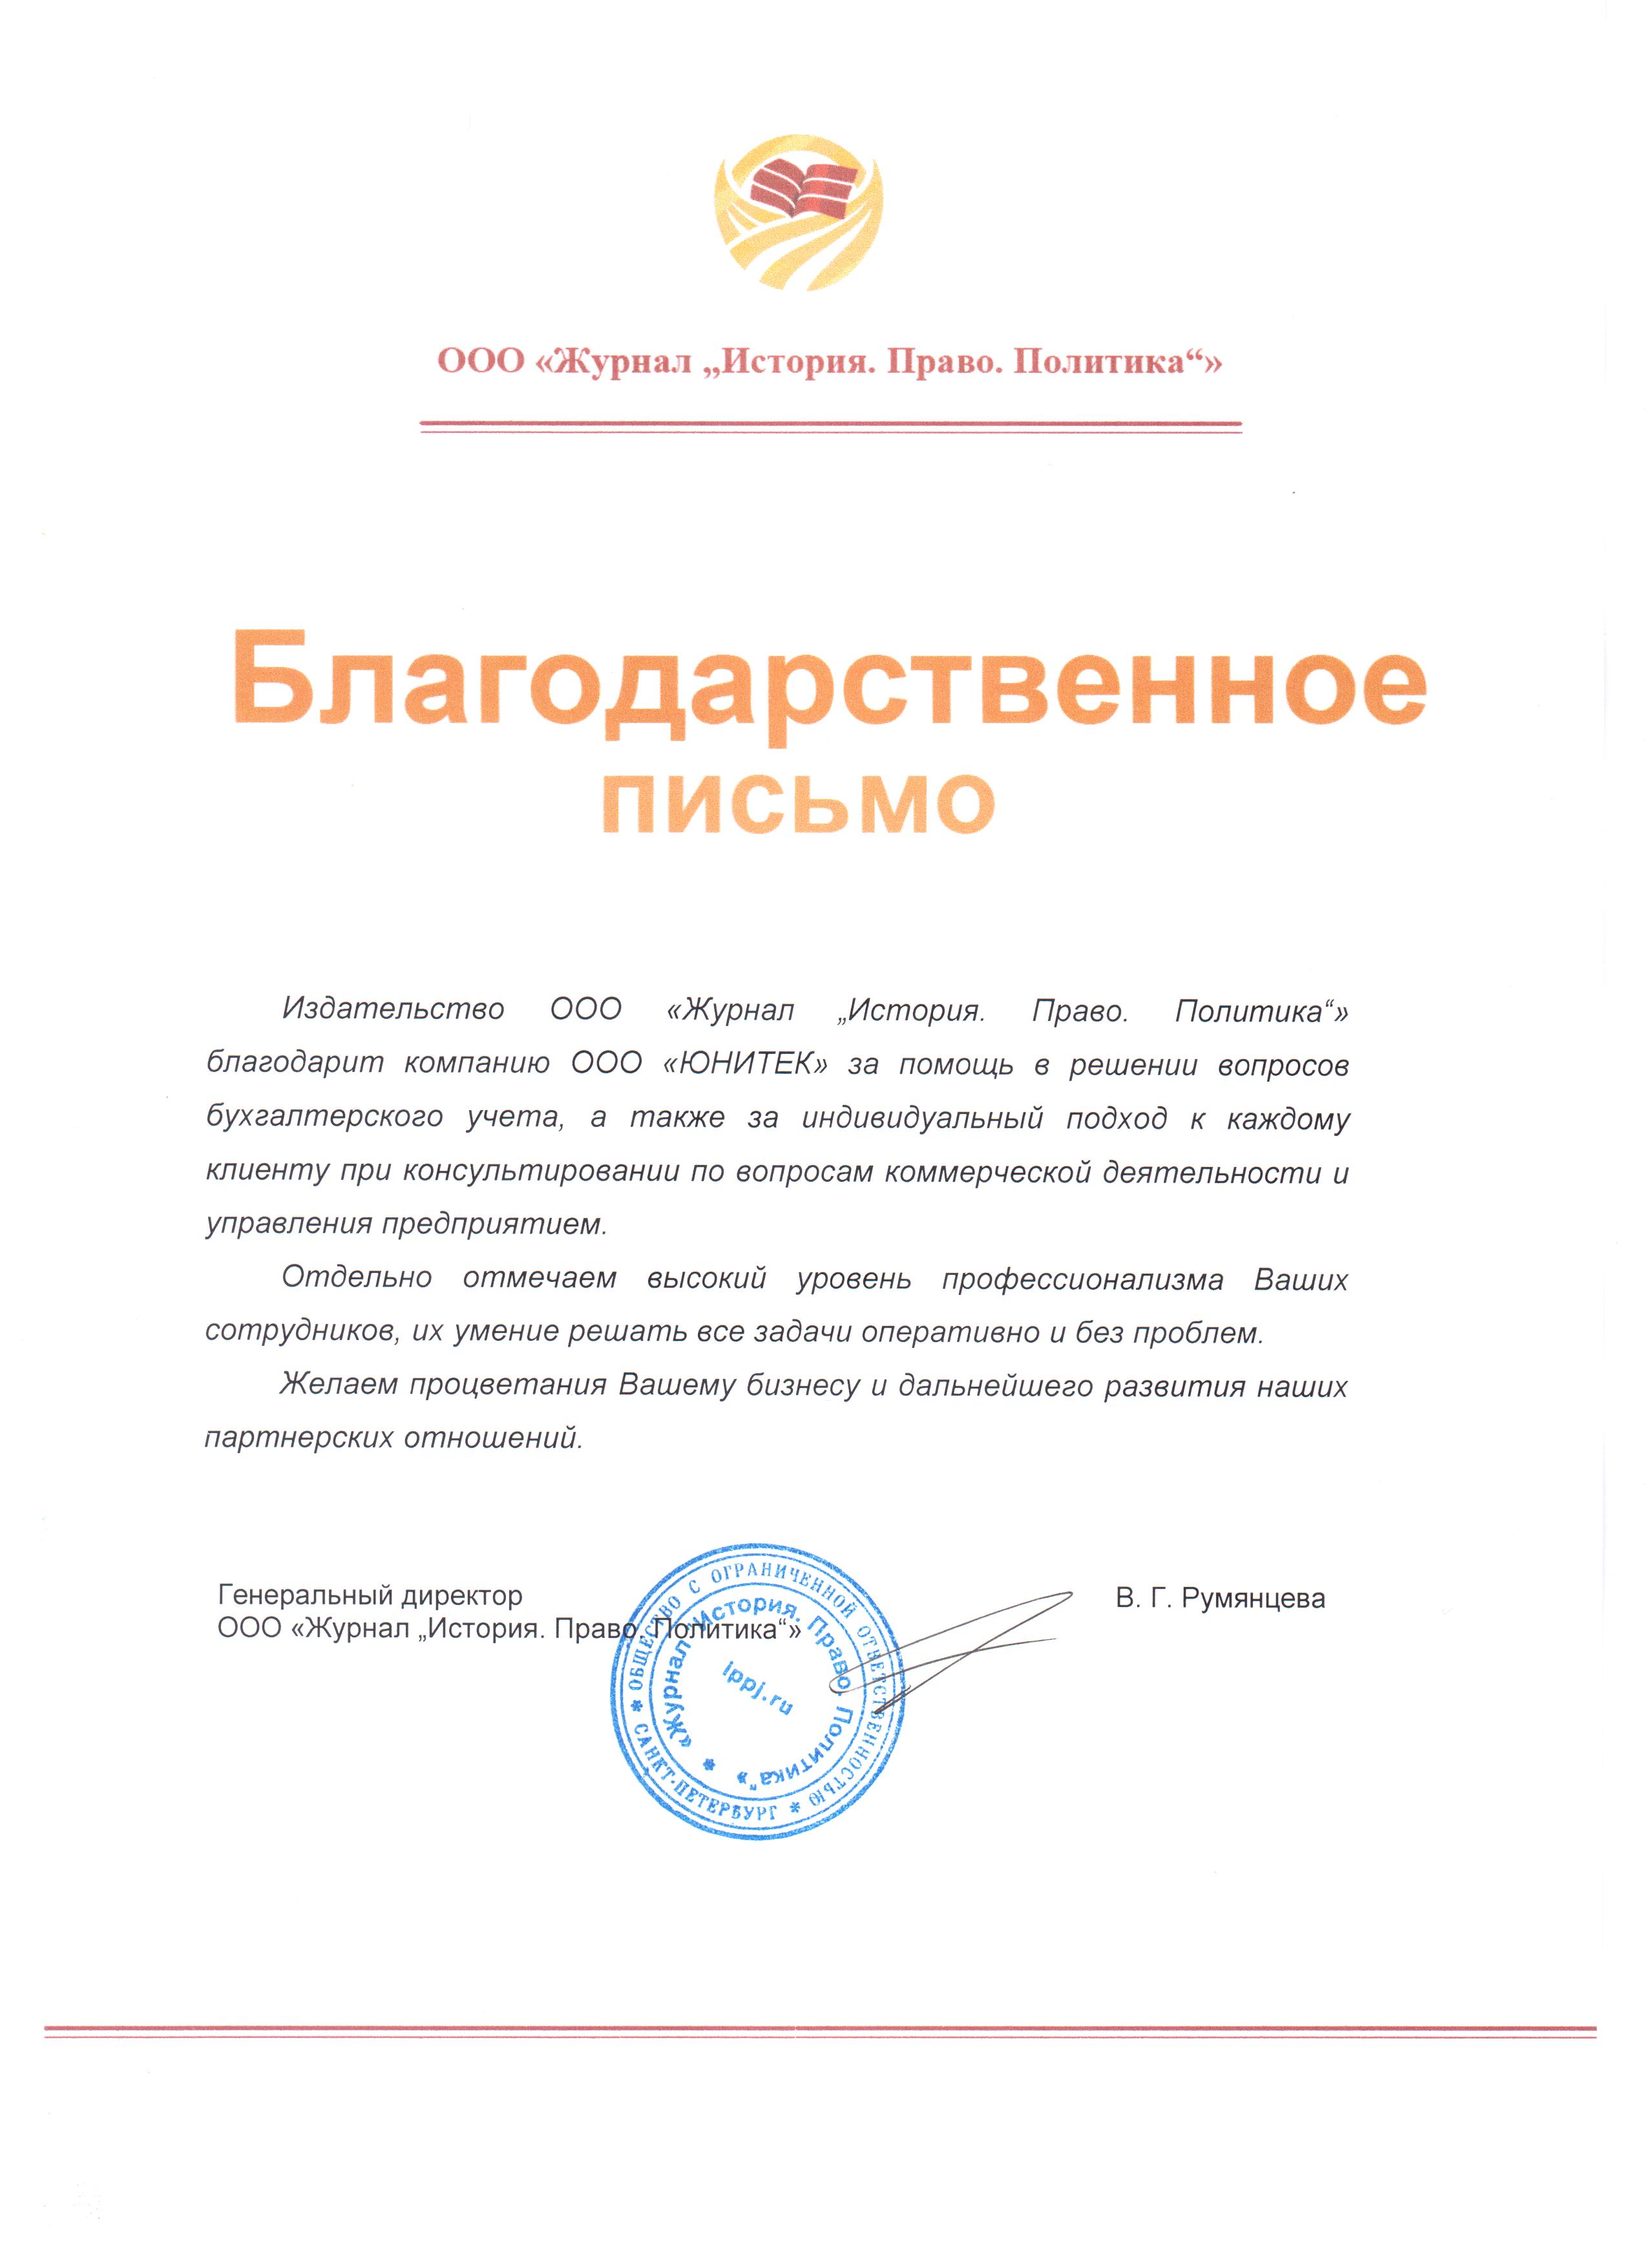 ООО «Журнал „История. Право. Политика“»
Благодарственное
письмо
Издательство ООО «Журнал „История. Право. Политика“»
благодарит компанию ООО «ЮНИТЕК» за помощь в решении вопросов
бухгалтерского учета, а также за индивидуальный подход к каждому
клиенту при консультировании по вопросам коммерческой деятельности и
управления предприятием.
Отдельно отмечаем высокий уровень профессионализма Ваших
сотрудников, их умение решать все задачи оперативно и без проблем.
Желаем процветания Вашему бизнесу и дальнейшего развития наших
партнерских отношений.
Генеральный директор
ООО «Журнал „История. Право. Политика“»
В. Г. Румянцева
* ОБЩЕСТВО С ОГРАНИЧЕННОЙ ОТВЕТСТВЕННОСТЬЮ * САНКТ-ПЕТЕРБУРГ
«Журнал "История. Право. Политика"» *
ippj.ru